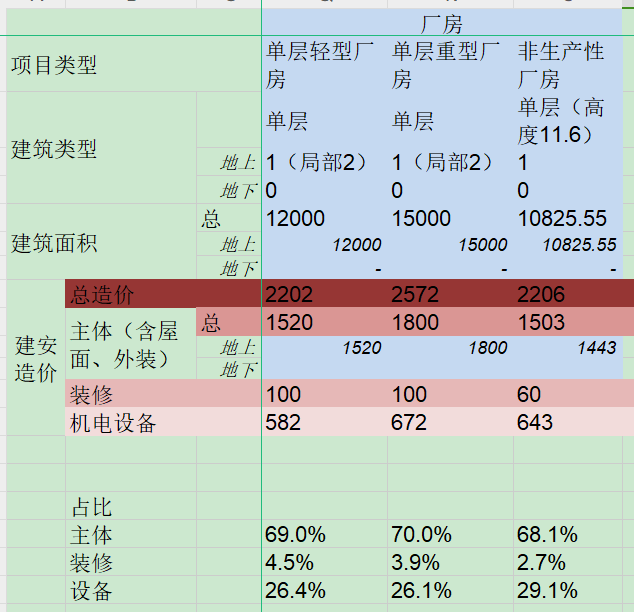 厂房
项目类型
单层轻型厂房
单层重型厂房
非生产性厂房
建筑类型
单层
单层
单层（高度11.6）
地上 1（局部2） 1（局部2） 1
地下 0 0 0
建筑面积
总 12000 15000 10825.55
地上 12000 15000 10825.55
地下 - - -
建安造价
总造价 2202 2572 2206
主体（含屋面、外装）
总 1520 1800 1503
地上 1520 1800 1443
地下
装修 100 100 60
机电设备 582 672 643
占比
主体 69.0% 70.0% 68.1%
装修 4.5% 3.9% 2.7%
设备 26.4% 26.1% 29.1%